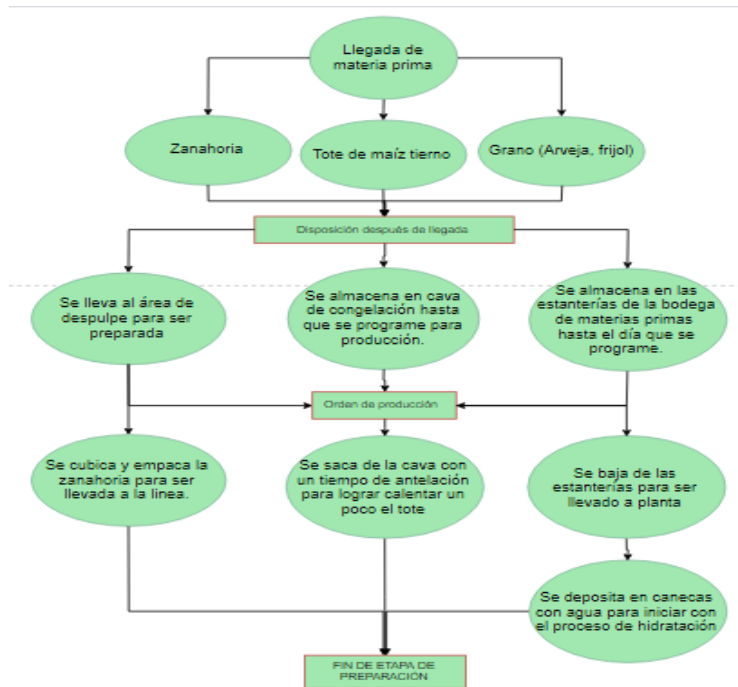 Llegada de
materia prima
Zanahoria
Tote de maíz tierno
Grano (Arveja, frijol)
Disposición después de llegada
Se lleva al área de
despulpe para ser
preparada
Se almacena en cava
de congelación hasta
que se programe para
producción.
Se almacena en las
estanterías de la bodega
de materias primas
hasta el día que se
programe.
Orden de producción
Se cubica y empaca la
zanahoria para ser
llevada a la linea.
Se saca de la cava con
un tiempo de antelación
para lograr calentar un
poco el tote
Se baja de las
estanterías para ser
llevado a planta
Se deposita en canecas
con agua para iniciar con
el proceso de hidratación
FIN DE ETAPA DE
PREPARACIÓN